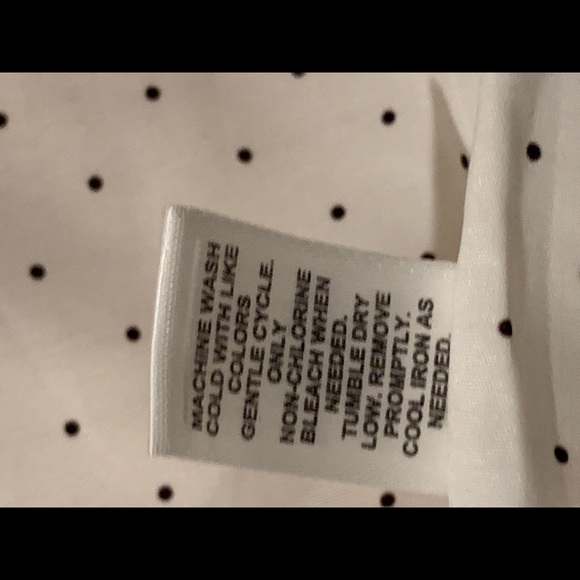 MACHINE WASH
COLD WITH LIKE
COLORS.
GENTLE CYCLE.
ONLY
NON-CHLORINE
BLEACH WHEN
NEEDED.
TUMBLE DRY
LOW. REMOVE
PROMPTLY.
COOL IRON AS
NEEDED.